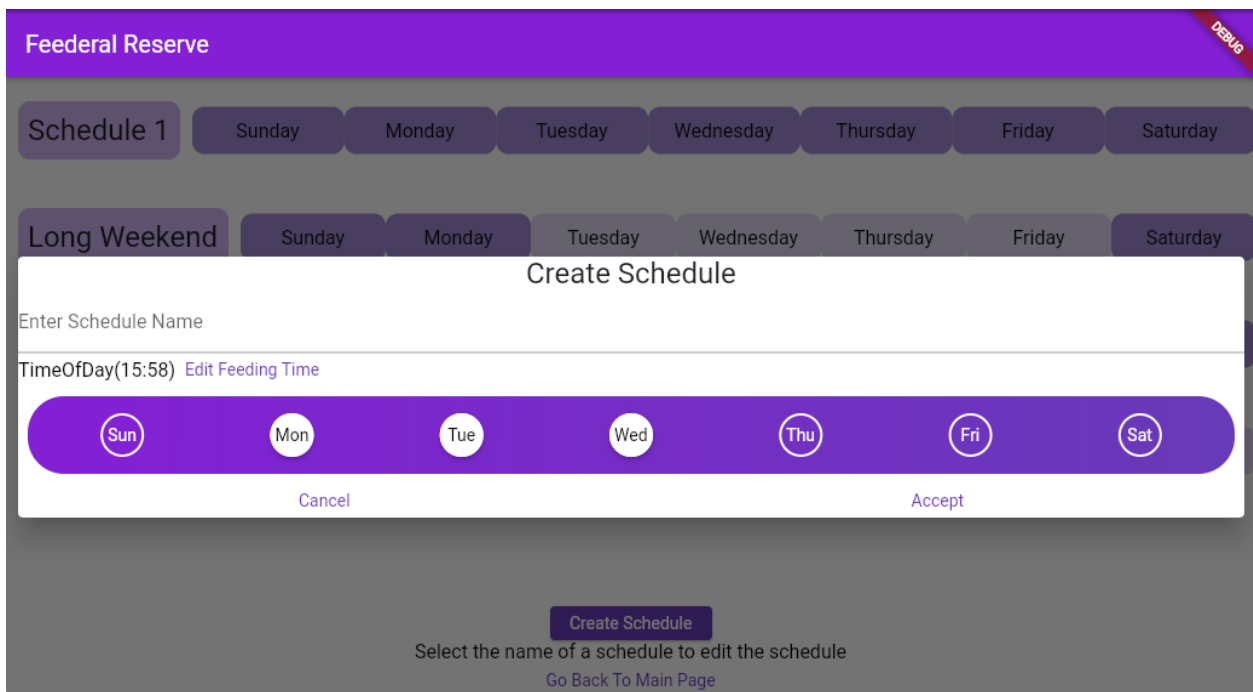 Feederal Reserve
DEBUG
Schedule 1 Sunday Monday Tuesday Wednesday Thursday Friday Saturday
Long Weekend Sunday Monday Tuesday Wednesday Thursday Friday Saturday
Create Schedule
Enter Schedule Name
TimeOfDay(15:58) Edit Feeding Time
Sun Mon Tue Wed Thu Fri Sat
Cancel Accept
Create Schedule
Select the name of a schedule to edit the schedule
Go Back To Main Page